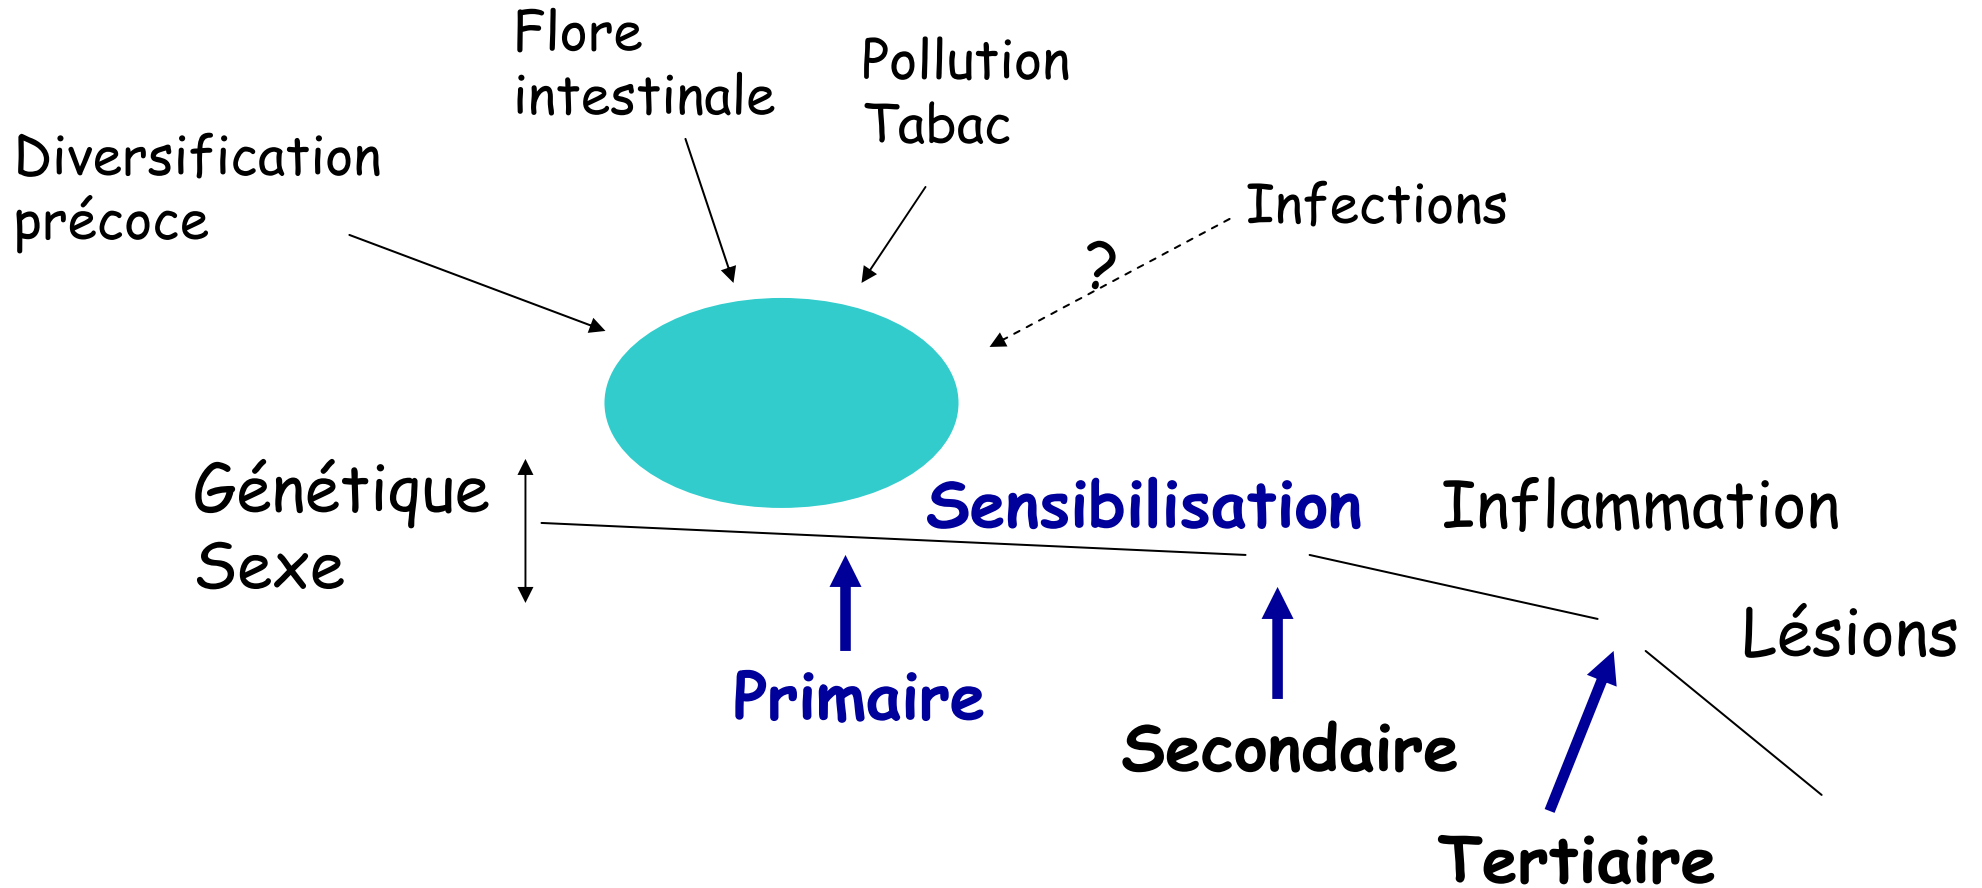 Flore
intestinale
Pollution
Tabac
Diversification
précoce
Infections
?
Génétique
Sexe
Sensibilisation
Inflammation
Lésions
Primaire
Secondaire
Tertiaire